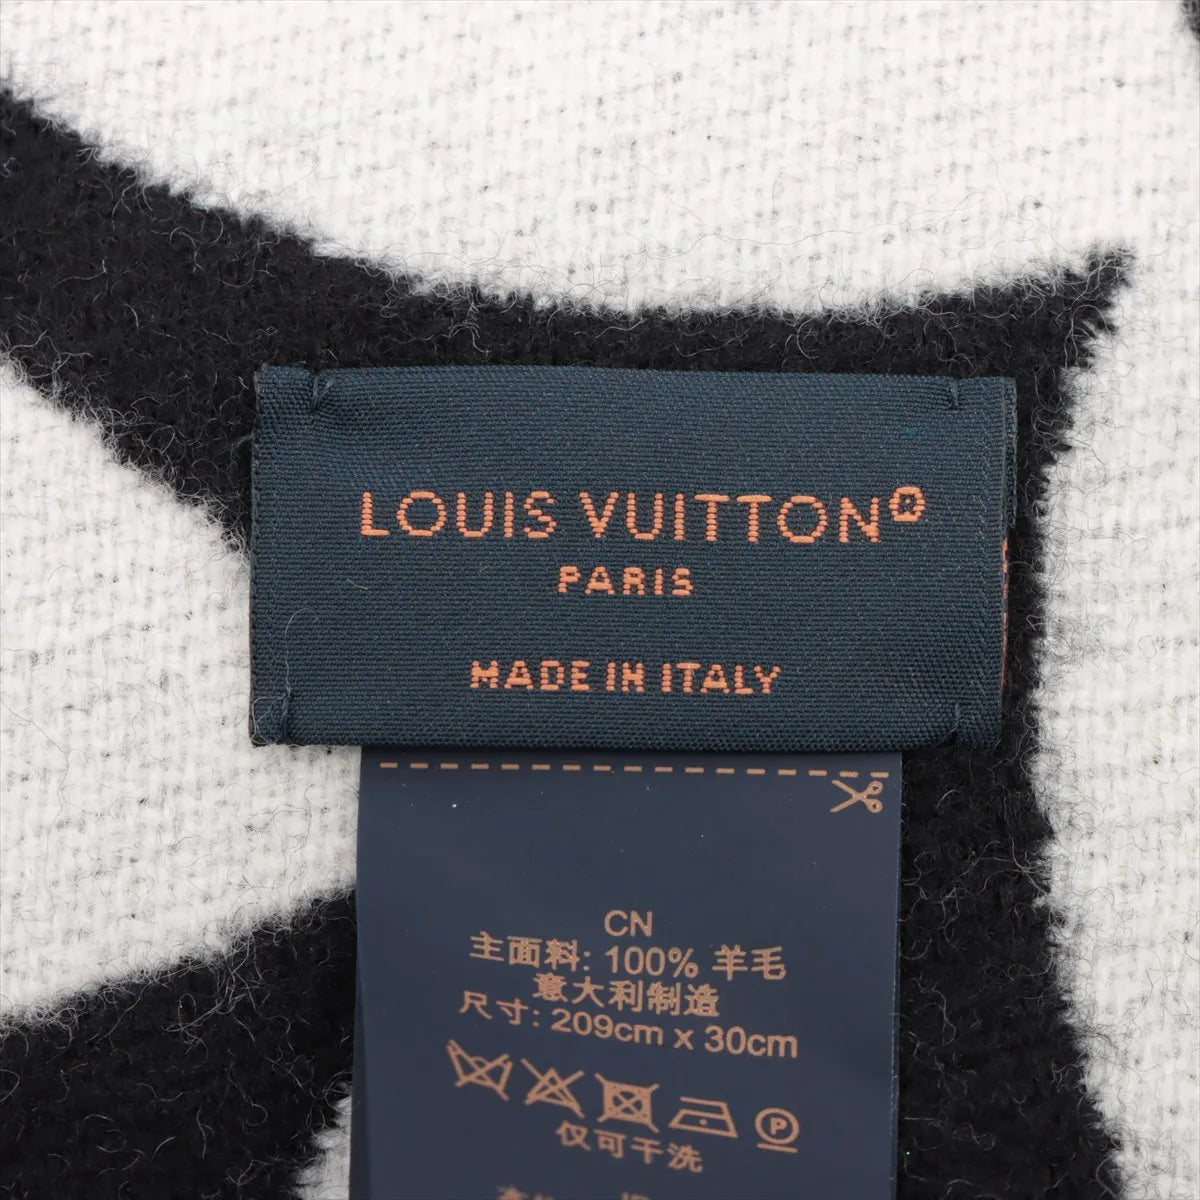 LOUIS VUITTON®
PARIS
MADE IN ITALY
CN
主面料: 100% 羊毛
意大利制造
尺寸: 209cm x 30cm
P
仅可干洗